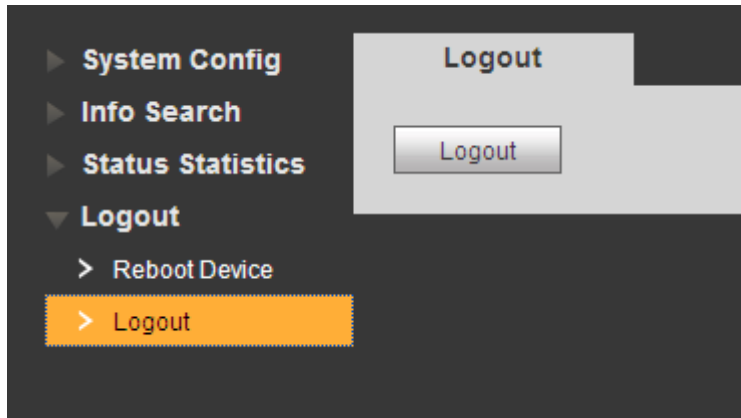 System Config
Info Search
Status Statistics
Logout
> Reboot Device
> Logout
Logout
Logout